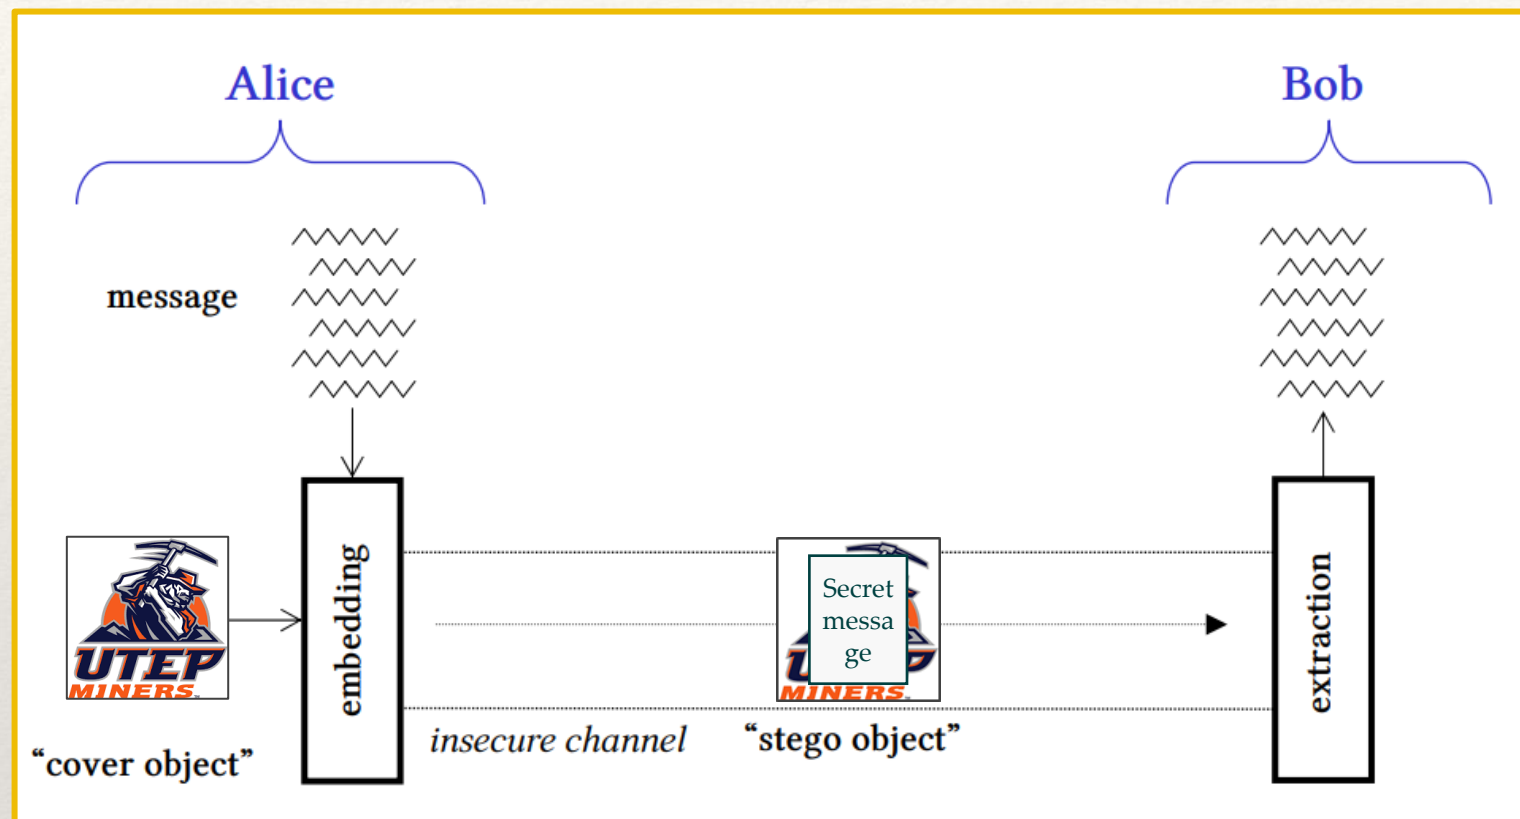 Alice
Bob
message
embedding
extraction
UTEP
MINERS
Secret
messa
ge
MINERS
insecure channel
“stego object”
“cover object”